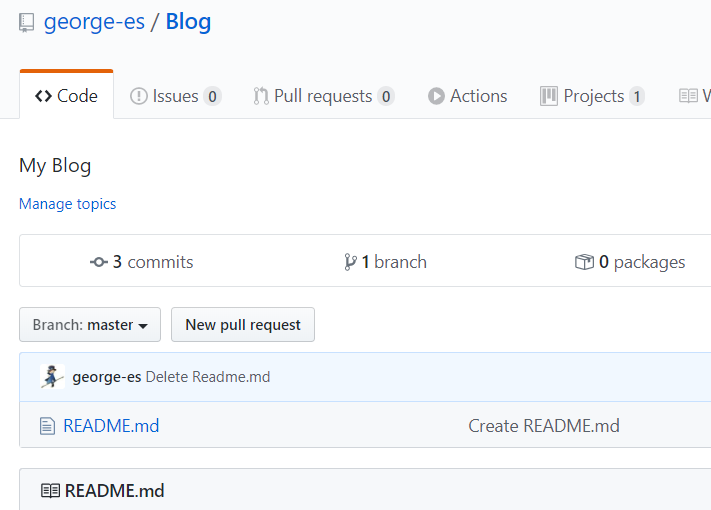 george-es / Blog
Code Issues 0 Pull requests 0 Actions Projects 1 W
My Blog
Manage topics
3 commits 1 branch 0 packages
Branch: master New pull request
george-es Delete Readme.md
README.md Create README.md
README.md